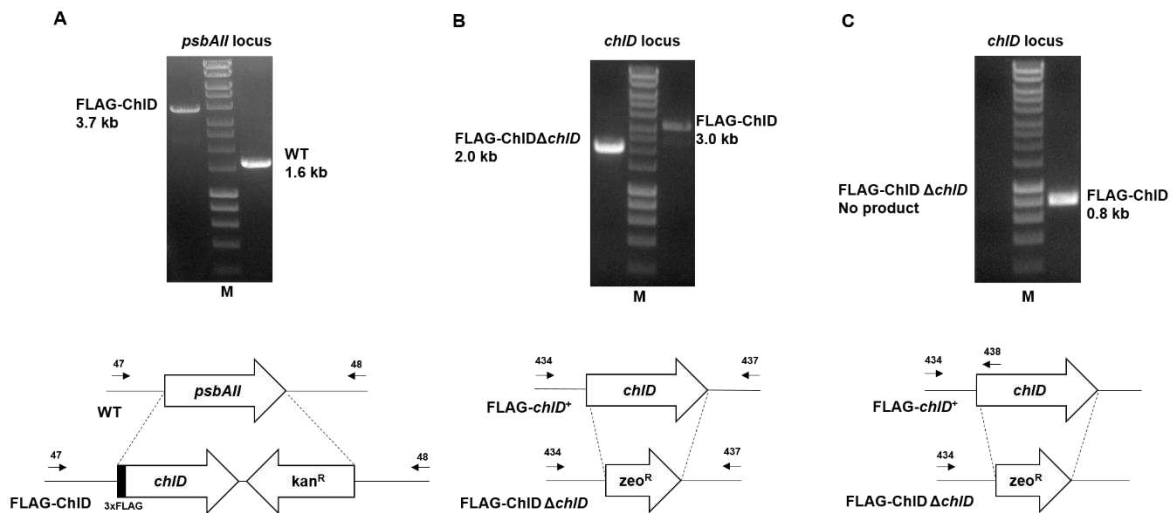 A
psbAII locus
FLAG-ChlD
3.7 kb
WT
1.6 kb
M
47
48
psbAII
WT
47
48
chlD
kanR
3xFLAG
FLAG-ChlD
B
chlD locus
FLAG-ChlDΔchlD
2.0 kb
FLAG-ChlD
3.0 kb
M
434
437
chlD
FLAG-chlD+
434
437
zeoR
FLAG-ChlD ΔchlD
C
chlD locus
FLAG-ChlD ΔchlD
No product
FLAG-ChlD
0.8 kb
M
434
438
chlD
FLAG-chlD+
434
zeoR
FLAG-ChlD ΔchlD